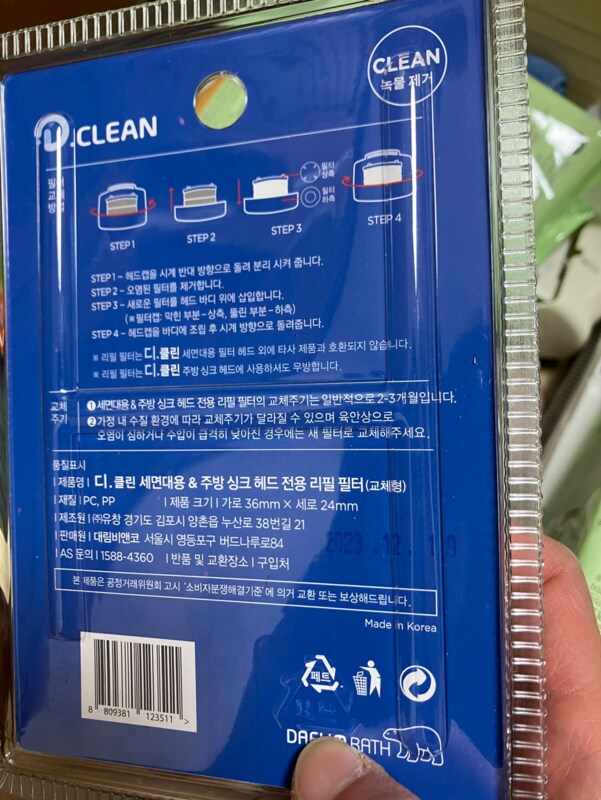 CLEAN
녹물 제거
D.CLEAN
필터
교체
방법
필터
상측
필터
하측
STEP 1
STEP 2
STEP 3
STEP 4
STEP 1 – 헤드캡을 시계 반대 방향으로 돌려 분리 시켜 줍니다.
STEP 2 – 오염된 필터를 제거합니다.
STEP 3 – 새로운 필터를 헤드 바디 위에 삽입합니다.
(※필터캡: 막힌 부분–상측, 뚫린 부분–하측)
STEP 4 – 헤드캡을 바디에 조립 후 시계 방향으로 돌려줍니다.
※ 리필 필터는 디.클린 세면대용 필터 헤드 외에 타사 제품과 호환되지 않습니다.
※ 리필 필터는 디.클린 주방 싱크 헤드에 사용하셔도 무방합니다.
교체
주기
❶ 세면대용 & 주방 싱크 헤드 전용 리필 필터의 교체주기는 일반적으로 2-3개월입니다.
❷ 가정 내 수질 환경에 따라 교체주기가 달라질 수 있으며 육안상으로
오염이 심하거나 수압이 급격히 낮아진 경우에는 새 필터로 교체해주세요.
품질표시
| 제품명 | 디.클린 세면대용 & 주방 싱크 헤드 전용 리필 필터(교체형)
| 재질 | PC, PP | 제품 크기 | 가로 36mm X 세로 24mm
| 제조원 | ㈜유창 경기도 김포시 양촌읍 누산로 38번길 21
| 판매원 | 대림비앤코 서울시 영등포구 버드나루로84
| AS 문의 | 1588-4360 | 반품 및 교환장소 | 구입처
2023.12.
본 제품은 공정거래위원회 고시 '소비자분쟁해결기준'에 의거 교환 또는 보상해드립니다.
Made in Korea
페트
8 809381 123511 >
BATH